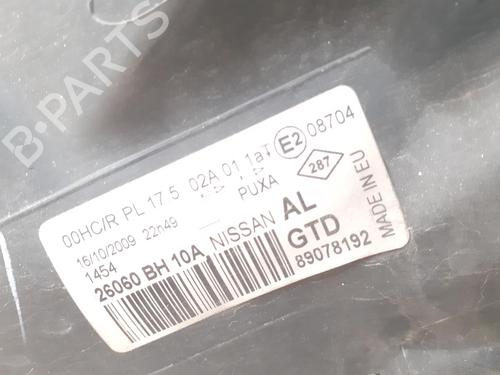 B-PARTS
00HC/R PL 17.5 02A 01 1aT E2 08704
16/10/2009 22h49 PUXA 287
1454
26060 BH 10A NISSAN AL
GTD
89078192
MADE IN EU